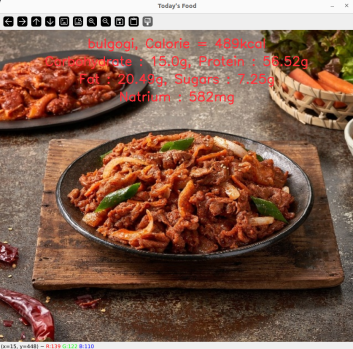 Today's Food
bulgogi, Calorie = 459kcal
Carbohydrate : 15.0g, Protein : 56.52g
Fat : 20.49g, Sugars : 7.25g
Natrium : 582mg
(x=15, y=448) ~ R:139 G:122 B:110